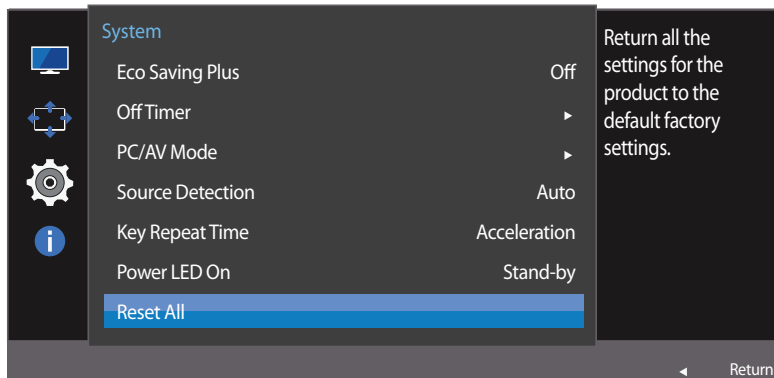 System
Eco Saving Plus Off
Off Timer ►
PC/AV Mode ►
Source Detection Auto
Key Repeat Time Acceleration
Power LED On Stand-by
Reset All
Return all the
settings for the
product to the
default factory
settings.
◄ Return